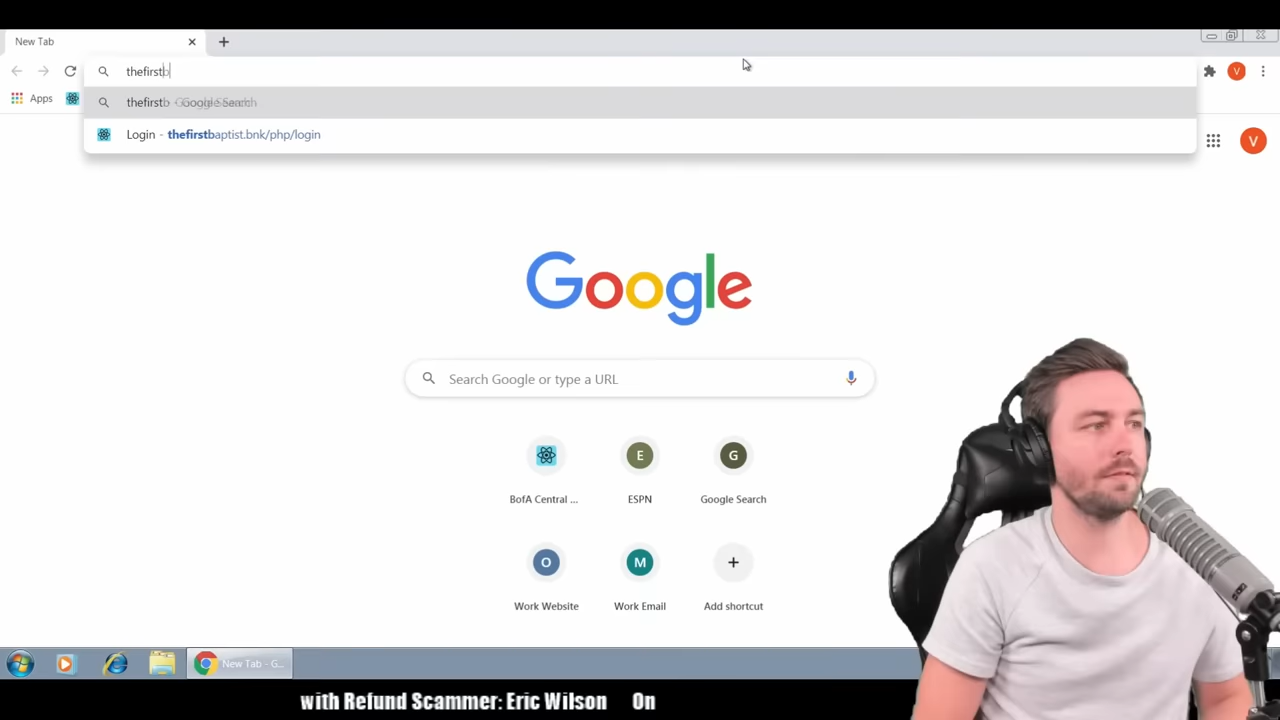 New Tab
thefirstb
V
Apps
thefirstb - Google Search
Login - thefirstbaptist.bnk/php/login
V
Google
Search Google or type a URL
E
G
BofA Central ...
ESPN
Google Search
O
M
Work Website
Work Email
Add shortcut
New Tab - G...
with Refund Scammer: Eric Wilson On